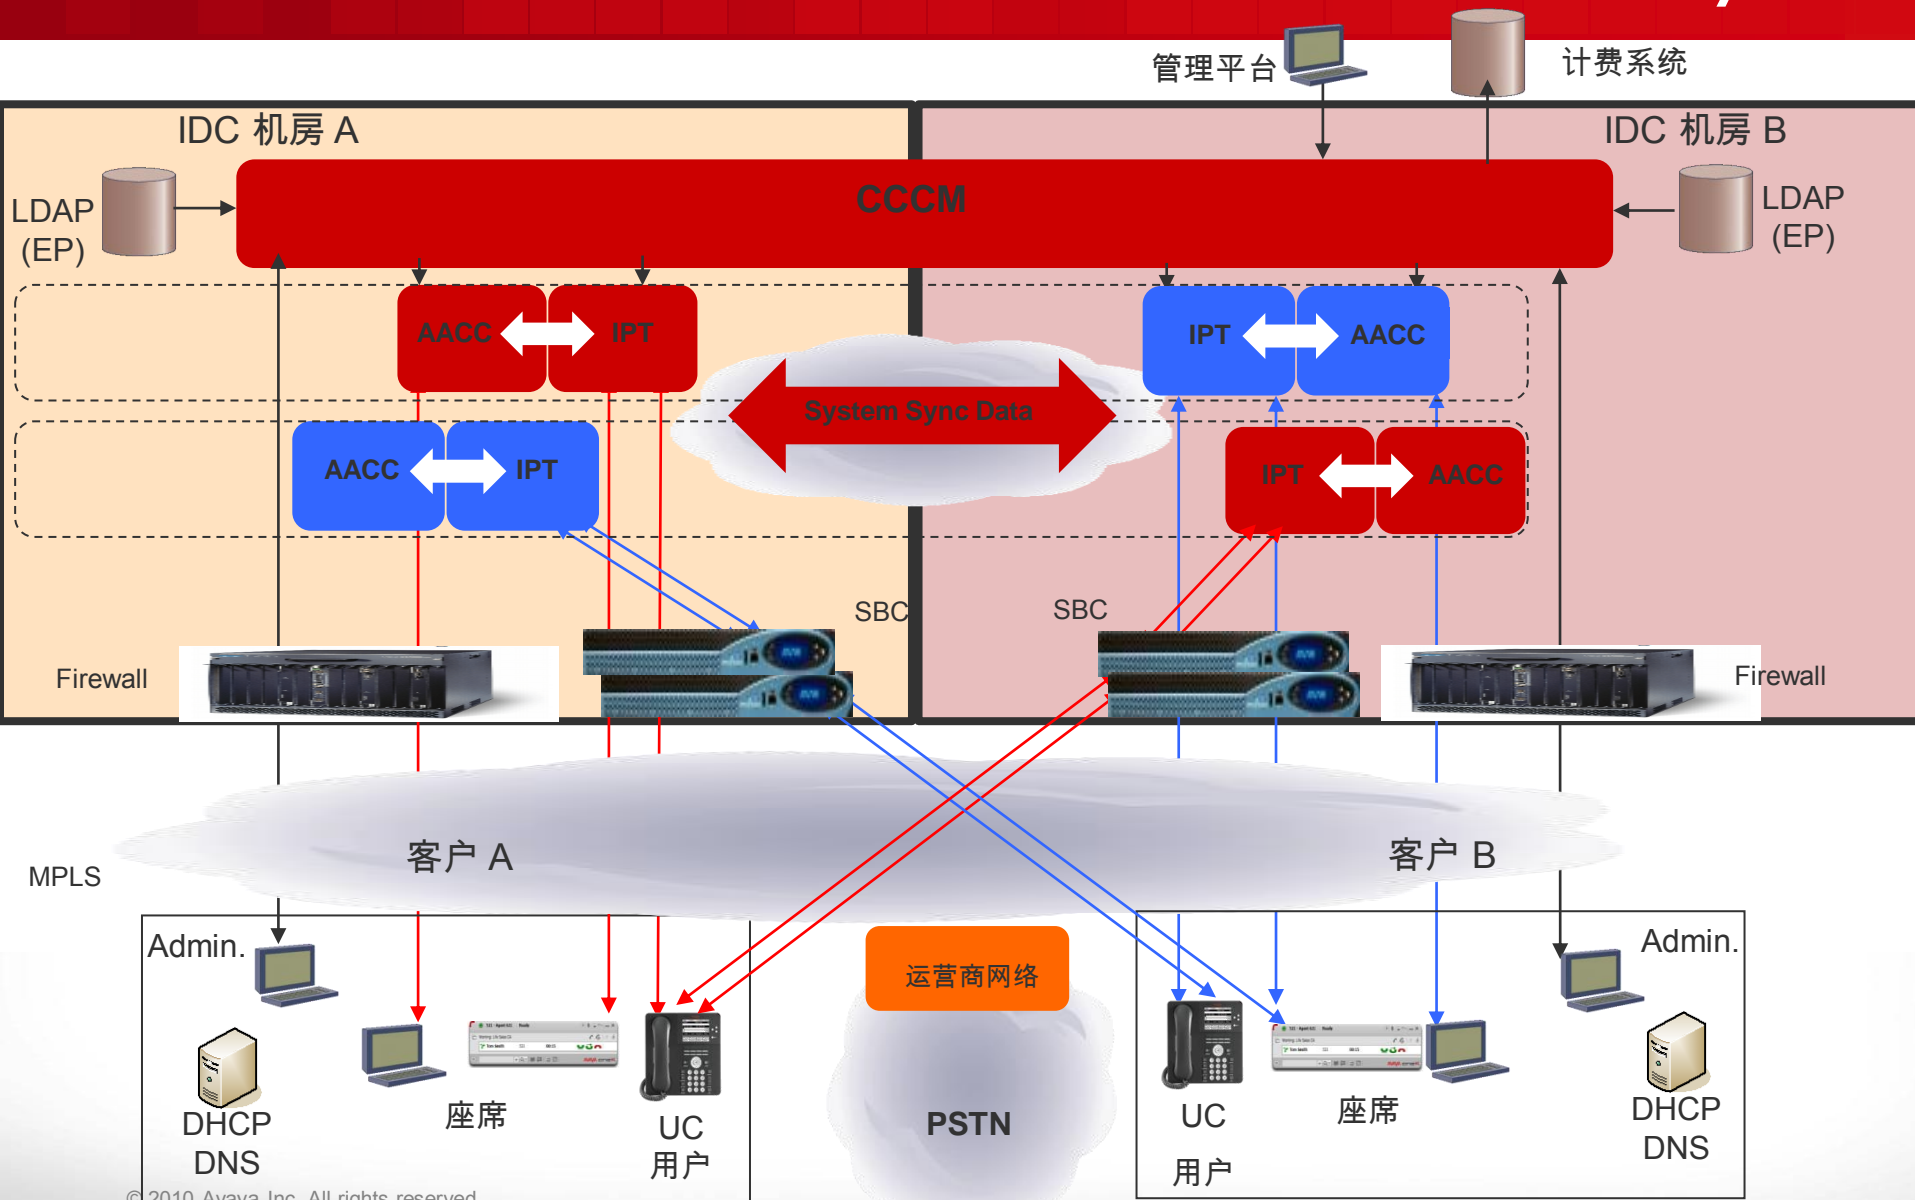 管理平台
计费系统
IDC 机房 A
IDC 机房 B
LDAP
(EP)
CCCM
LDAP
(EP)
AACC
IPT
IPT
AACC
System Sync Data
AACC
IPT
IPT
AACC
SBC
SBC
Firewall
Firewall
客户 A
客户 B
MPLS
Admin.
Admin.
运营商网络
座席
座席
DHCP
DNS
UC
用户
PSTN
UC
用户
DHCP
DNS
© 2010 Avaya Inc. All rights reserved